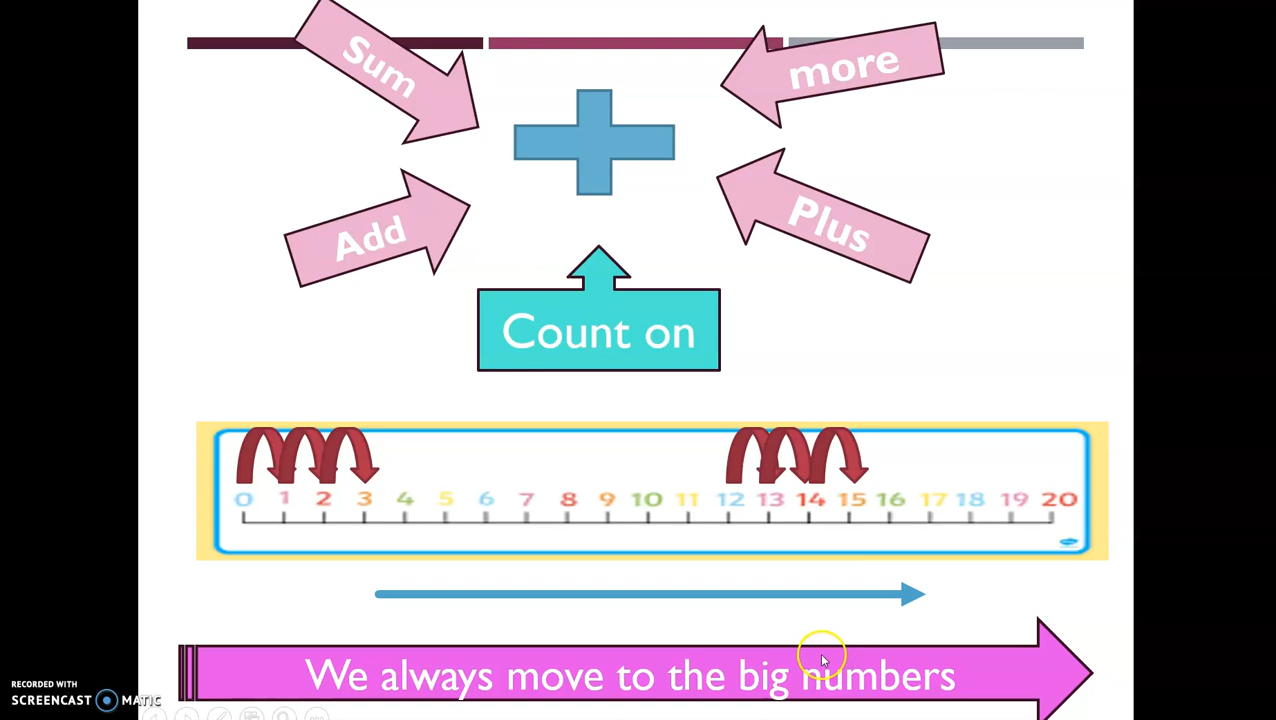 Sum
more
Add
Plus
Count on
0 1 2 3 4 5 6 7 8 9 10 11 12 13 14 15 16 17 18 19 20
We always move to the big numbers
RECORDED WITH
SCREENCAST MATIC